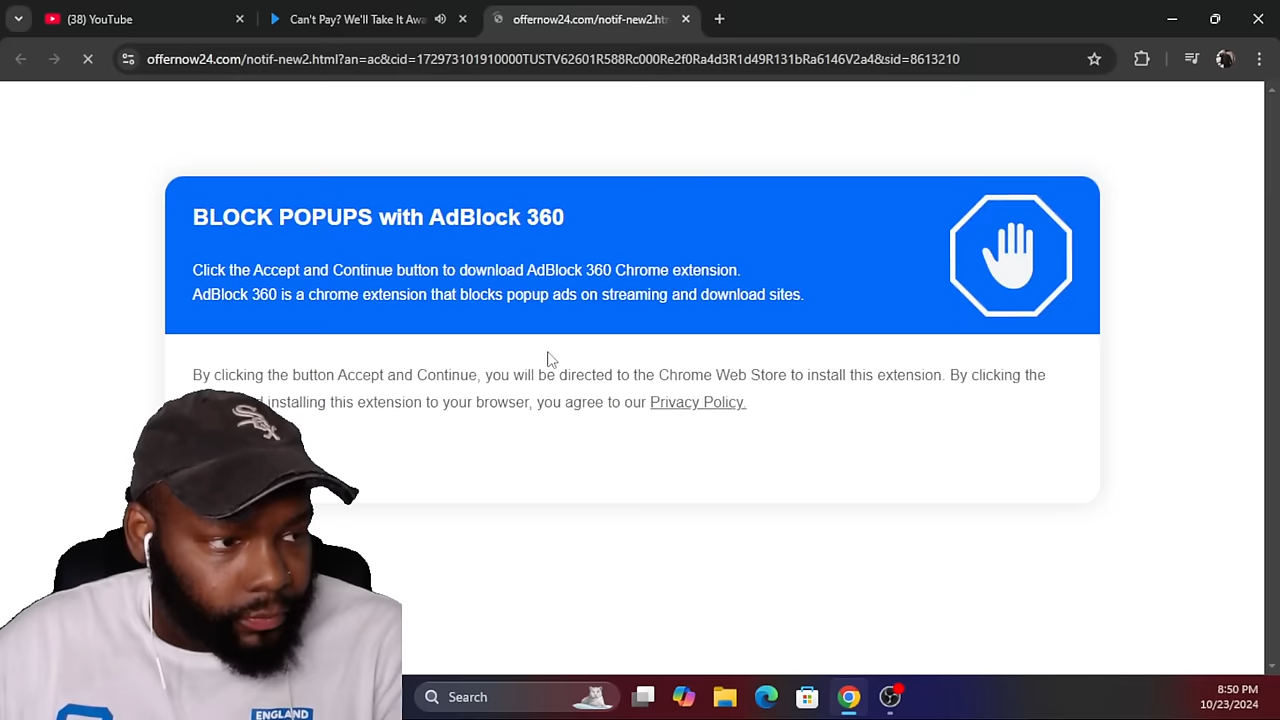 (38) YouTube
Can't Pay? We'll Take It Awa
offernow24.com/notif-new2.htm
offernow24.com/notif-new2.html?an=ac&cid=172973101910000TUSTV62601R588Rc000Re2f0Ra4d3R1d49R131bRa6146V2a4&sid=8613210
BLOCK POPUPS with AdBlock 360
Click the Accept and Continue button to download AdBlock 360 Chrome extension.
AdBlock 360 is a chrome extension that blocks popup ads on streaming and download sites.
By clicking the button Accept and Continue, you will be directed to the Chrome Web Store to install this extension. By clicking the
installing this extension to your browser, you agree to our Privacy Policy.
SOX
ENGLAND
Search
8:50 PM
10/23/2024